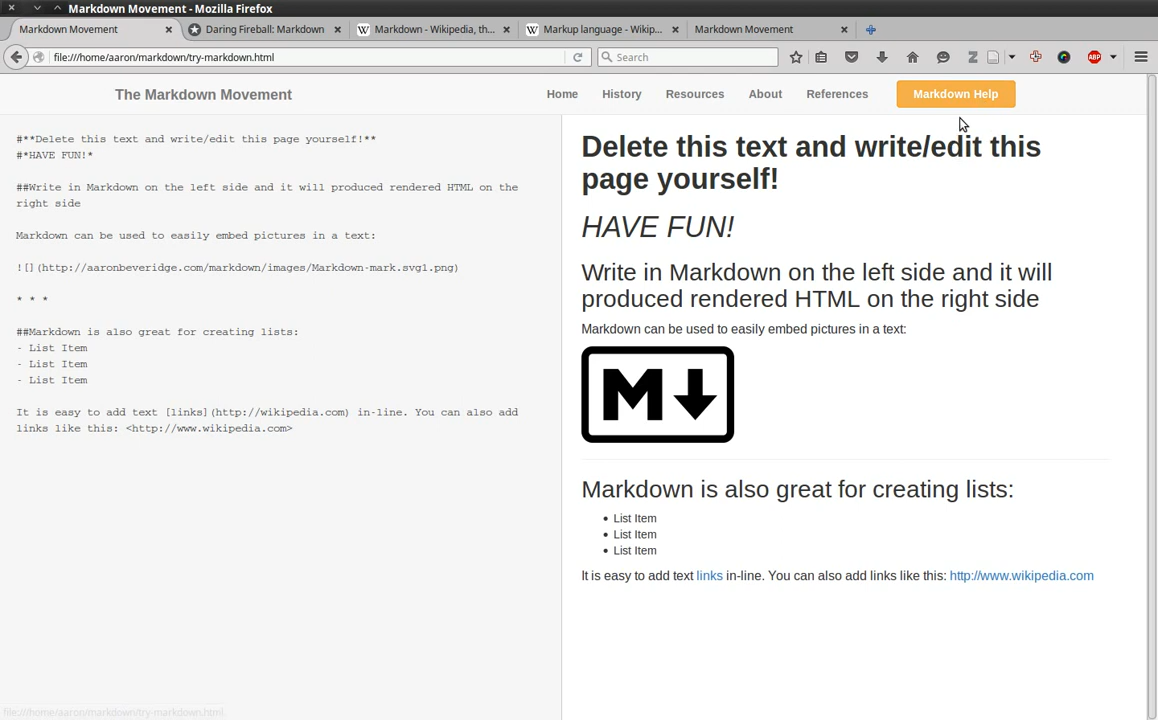 Markdown Movement - Mozilla Firefox
Markdown Movement
Daring Fireball: Markdown
W Markdown - Wikipedia, th...
W Markup language - Wikip...
Markdown Movement
file:///home/aaron/markdown/try-markdown.html
Search
ABP
The Markdown Movement
Home History Resources About References Markdown Help
#**Delete this text and write/edit this page yourself!**
#*HAVE FUN!*
##Write in Markdown on the left side and it will produced rendered HTML on the
right side
Markdown can be used to easily embed pictures in a text:
![](http://aaronbeveridge.com/markdown/images/Markdown-mark.svg1.png)
* * *
##Markdown is also great for creating lists:
- List Item
- List Item
- List Item
It is easy to add text [links](http://wikipedia.com) in-line. You can also add
links like this: <http://www.wikipedia.com>
Delete this text and write/edit this
page yourself!
HAVE FUN!
Write in Markdown on the left side and it will
produced rendered HTML on the right side
Markdown can be used to easily embed pictures in a text:
M
Markdown is also great for creating lists:
• List Item
• List Item
• List Item
It is easy to add text links in-line. You can also add links like this: http://www.wikipedia.com
file:///home/aaron/markdown/try-markdown.html